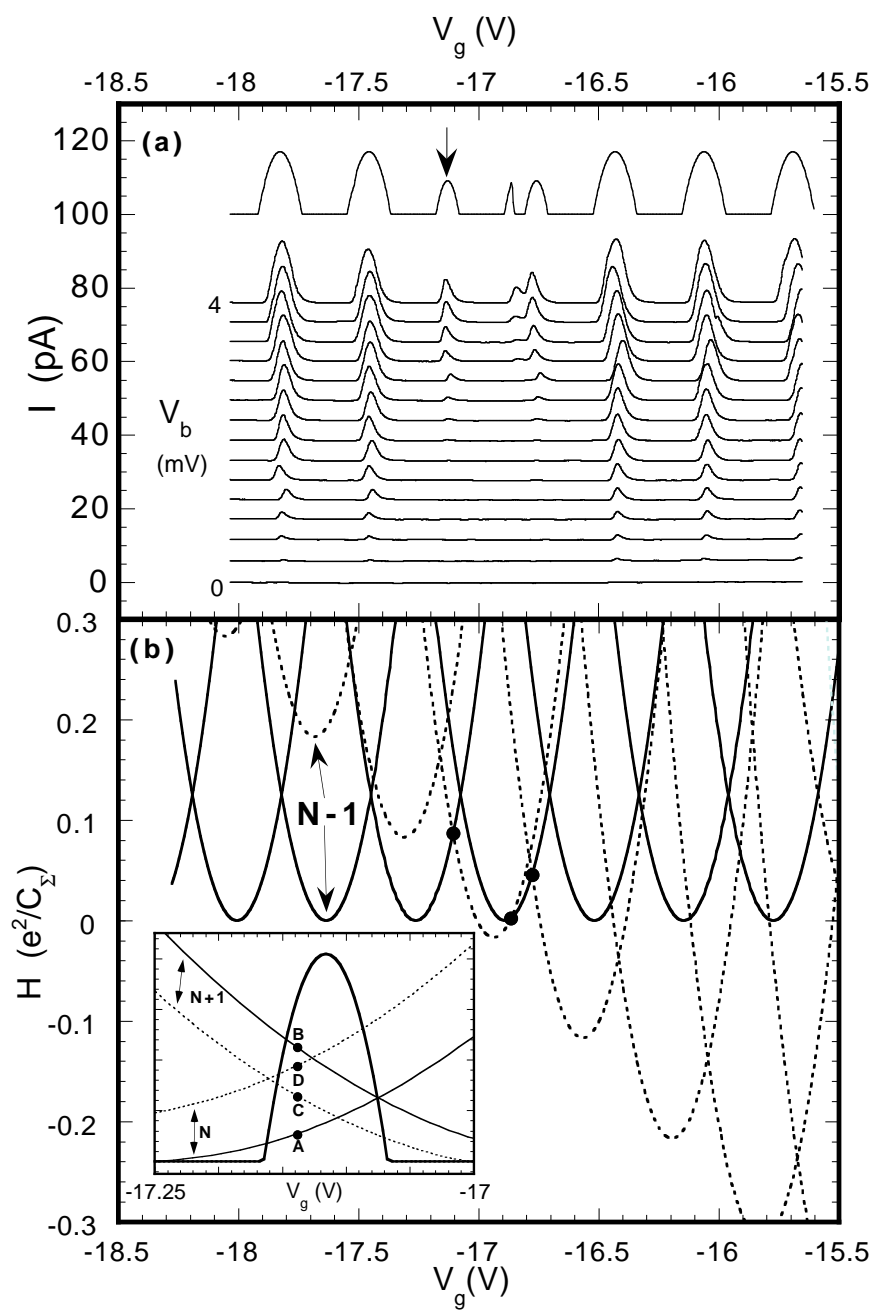 V_g (V)
-18.5 -18 -17.5 -17 -16.5 -16 -15.5
(a)
120
100
80
60
40
20
0
I (pA)
4
V_b
(mV)
0
(b)
0.3
0.2
0.1
0
-0.1
-0.2
-0.3
H (e²/C_Σ)
N-1
N+1
B
D
C
A
N
-17.25 V_g (V) -17
-18.5 -18 -17.5 -17 -16.5 -16 -15.5
V_g(V)